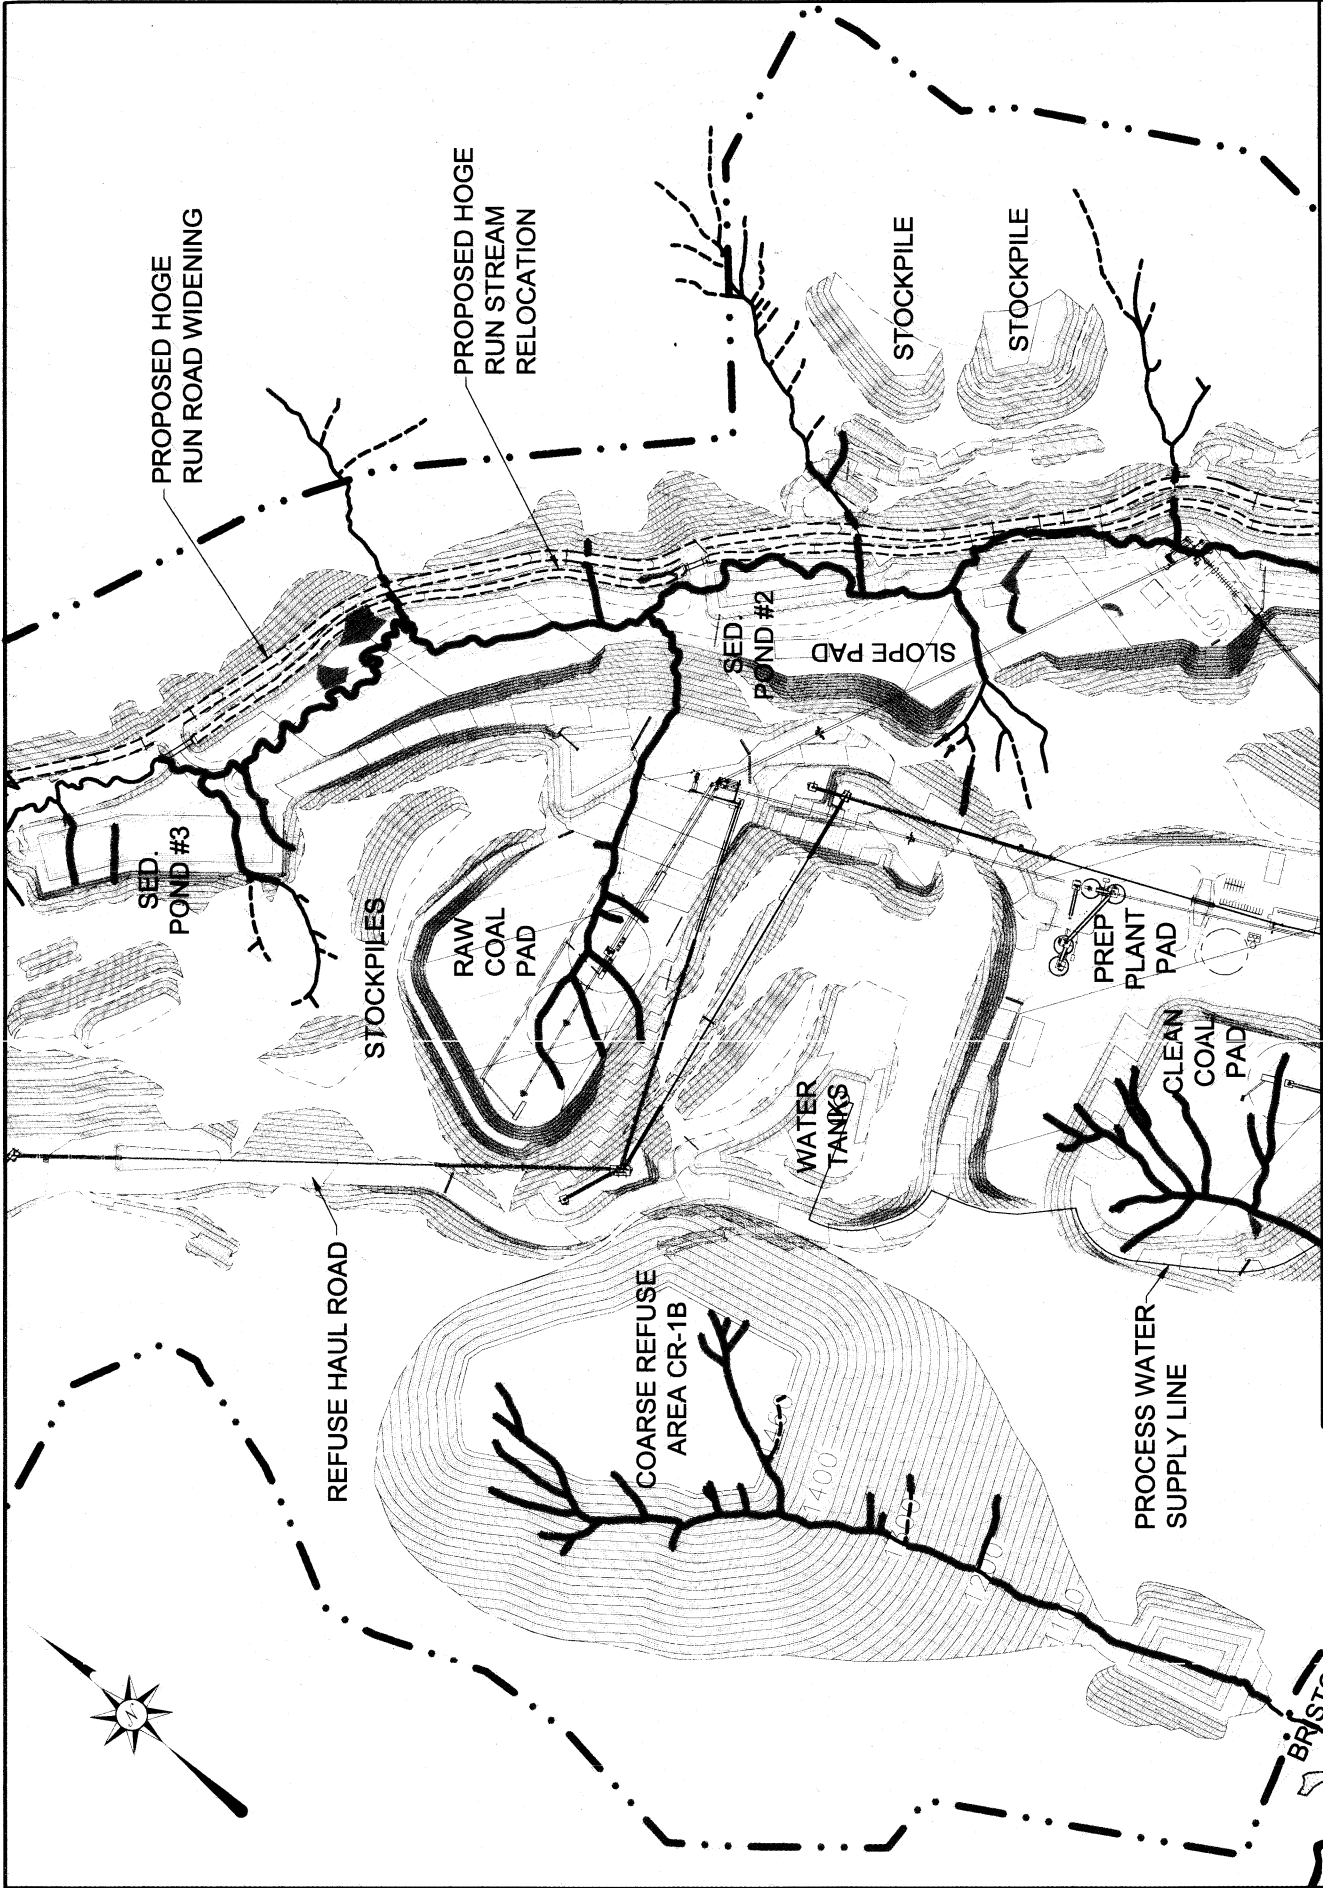 PROPOSED HOGE
RUN ROAD WIDENING
PROPOSED HOGE
RUN STREAM
RELOCATION
STOCKPILE
STOCKPILE
SED.
POND #3
STOCKPILES
RAW
COAL
PAD
SED.
POND #2
SLOPE PAD
PREP
PLANT
PAD
CLEAN
COAL
PAD
WATER
TANKS
REFUSE HAUL ROAD
COARSE REFUSE
AREA CR-1B
PROCESS WATER
SUPPLY LINE
1400
1100
N